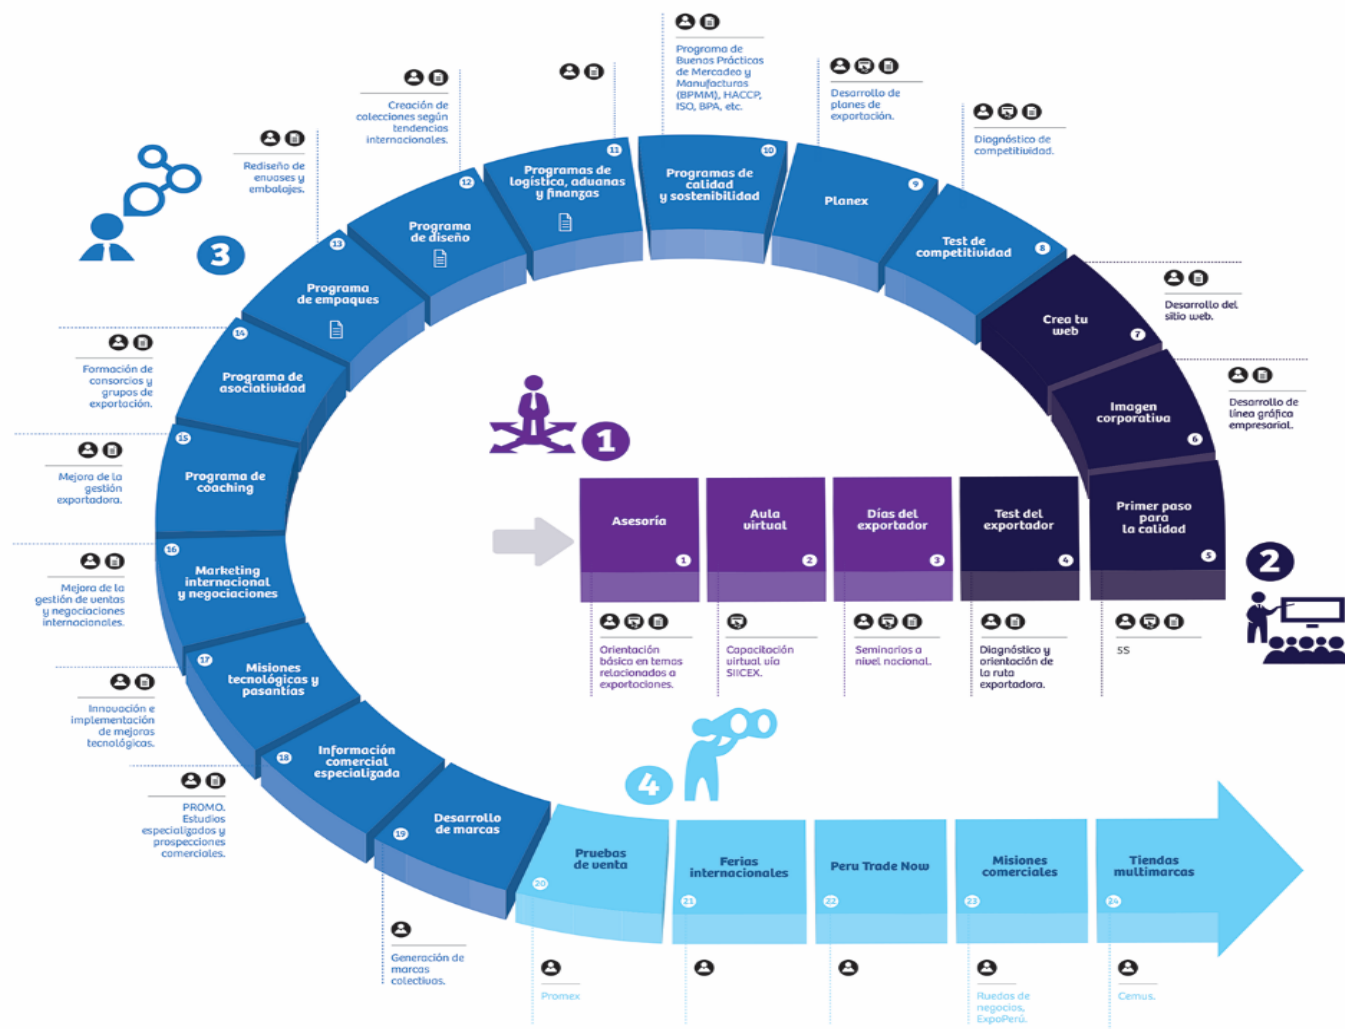 1
Asesoría
1
Orientación
básica en temas
relacionados a
exportaciones.
Aula
virtual
2
Capacitación
virtual vía
SIICEX.
Días del
exportador
3
Seminarios a
nivel nacional.
2
Test del
exportador
4
Diagnóstico y
orientación de
la ruta
exportadora.
Primer paso
para
la calidad
5
5S
Imagen
corporativa
6
Desarrollo de
línea gráfica
empresarial.
Crea tu
web
7
Desarrollo del
sitio web.
3
Test de
competitividad
8
Diagnóstico de
competitividad.
Planex
9
Desarrollo de
planes de
exportación.
Programas de
calidad
y sostenibilidad
10
Programa de
Buenas Prácticas
de Mercadeo y
Manufacturas
(BPMM), HACCP,
ISO, BPA, etc.
Programas de
logística, aduanas
y finanzas
11
Programa
de diseño
12
Creación de
colecciones según
tendencias
internacionales.
Programa
de empaques
13
Rediseño de
envases y
embalajes.
Programa de
asociatividad
14
Formación de
consorcios y
grupos de
exportación.
Programa de
coaching
15
Mejora de la
gestión
exportadora.
Marketing
internacional
y negociaciones
16
Mejora de la
gestión de ventas
y negociaciones
internacionales.
Misiones
tecnológicas y
pasantías
17
Innovación e
implementación
de mejoras
tecnológicas.
Información
comercial
especializada
18
PROMO.
Estudios
especializados y
prospecciones
comerciales.
Desarrollo
de marcas
19
Generación de
marcas
colectivas.
4
Pruebas
de venta
20
Promex
Ferias
internacionales
21
Peru Trade Now
22
Misiones
comerciales
23
Ruedas de
negocios,
ExpoPerú.
Tiendas
multimarcas
24
Cemus.